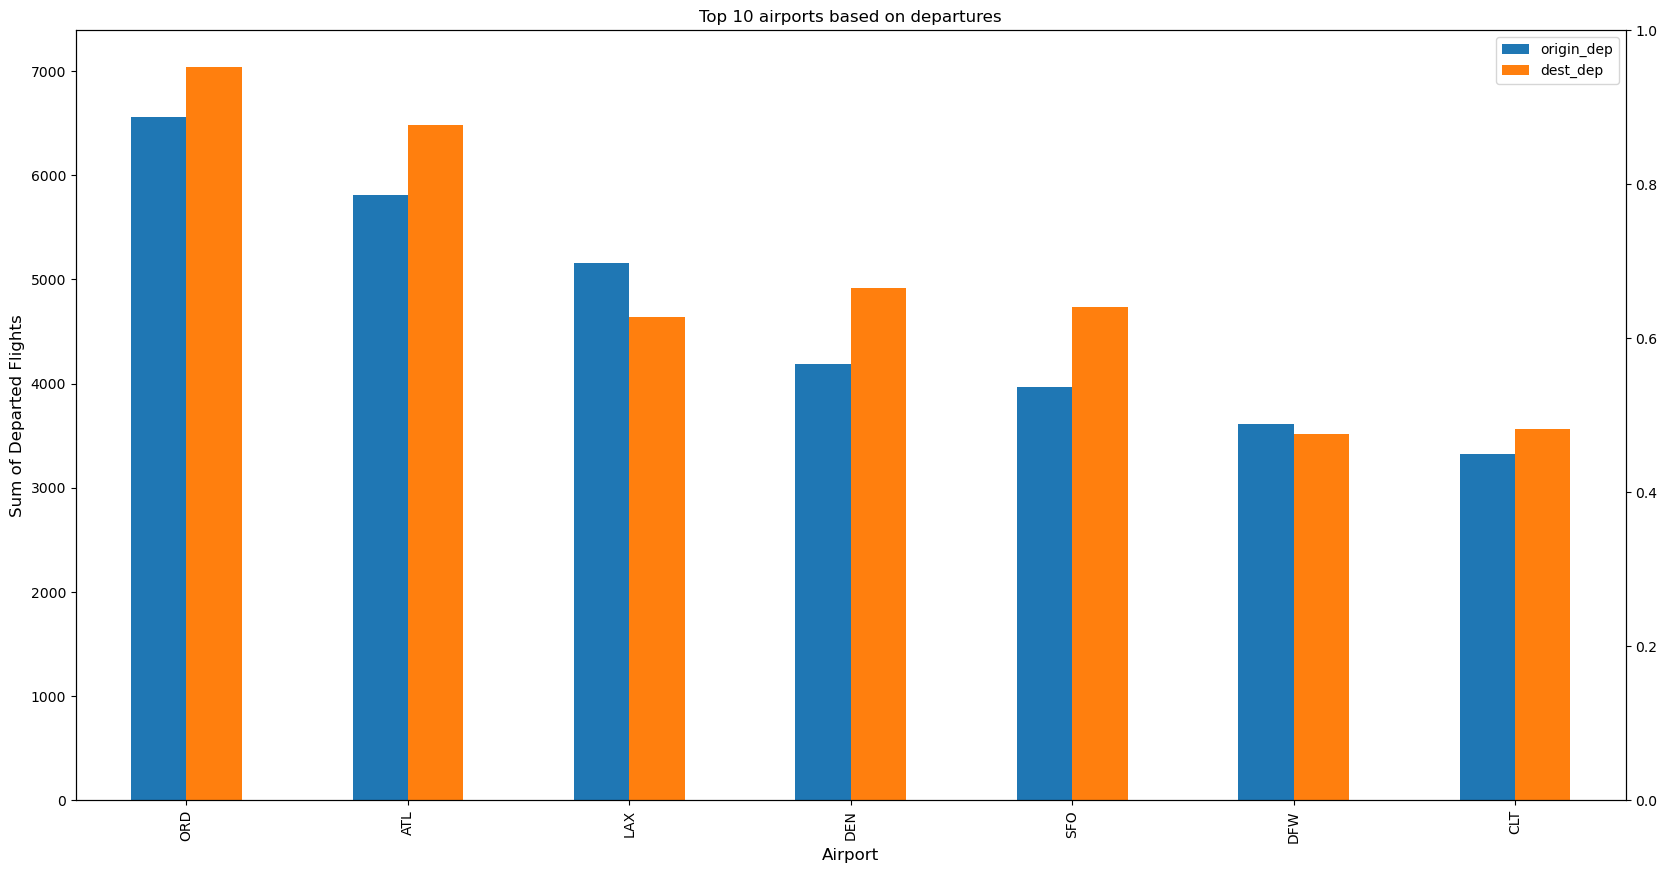 Top 10 airports based on departures
origin_dep
dest_dep
Sum of Departed Flights
7000
6000
5000
4000
3000
2000
1000
0
1.0
0.8
0.6
0.4
0.2
0.0
ORD
ATL
LAX
DEN
SFO
DFW
CLT
Airport